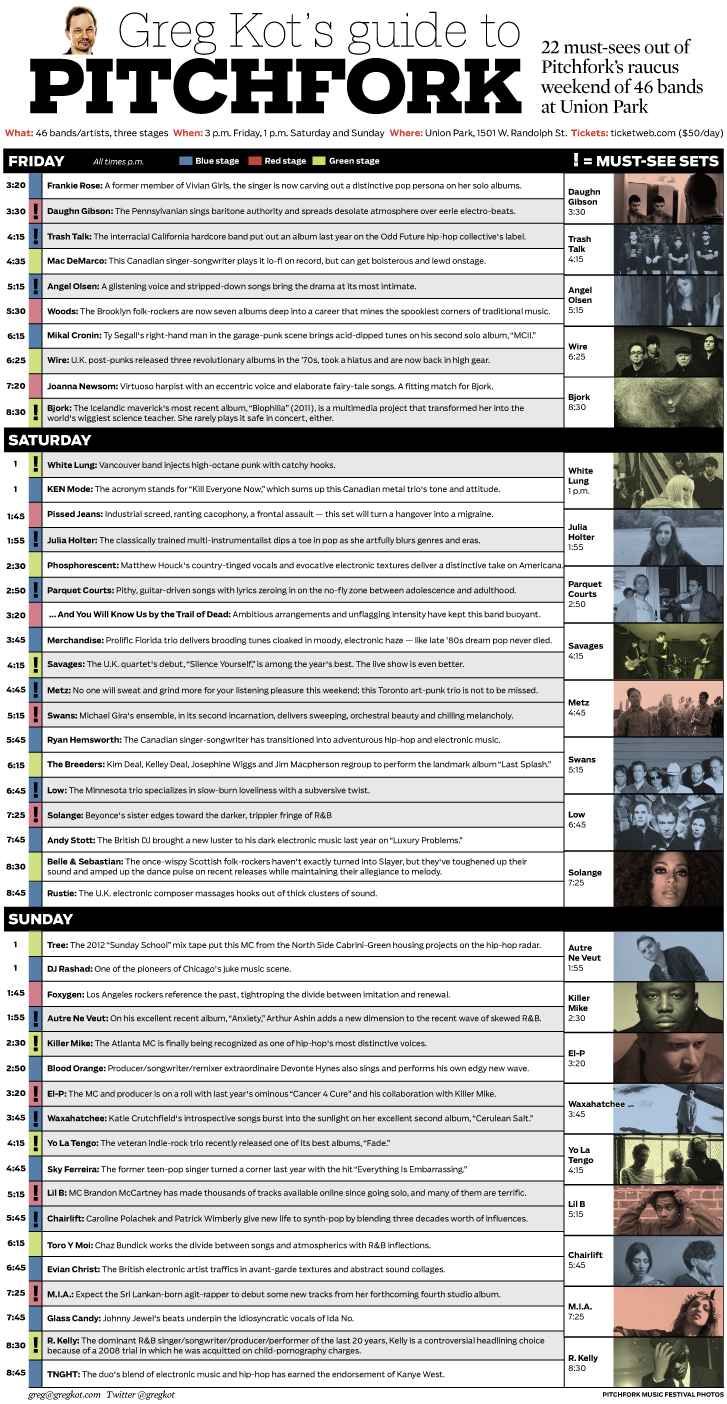 Greg Kot's guide to
PITCHFORK
22 must-sees out of
Pitchfork's raucus
weekend of 46 bands
at Union Park
What: 46 bands/artists, three stages When: 3 p.m. Friday, 1 p.m. Saturday and Sunday Where: Union Park, 1501 W. Randolph St. Tickets: ticketweb.com ($50/day)
FRIDAY All times p.m. Blue stage Red stage Green stage ! = MUST-SEE SETS
3:20 Frankie Rose: A former member of Vivian Girls, the singer is now carving out a distinctive pop persona on her solo albums.
3:30 ! Daughn Gibson: The Pennsylvanian sings baritone authority and spreads desolate atmosphere over eerie electro-beats.
4:15 ! Trash Talk: The interracial California hardcore band put out an album last year on the Odd Future hip-hop collective's label.
4:35 Mac DeMarco: This Canadian singer-songwriter plays it lo-fi on record, but can get boisterous and lewd onstage.
5:15 ! Angel Olsen: A glistening voice and stripped-down songs bring the drama at its most intimate.
5:30 Woods: The Brooklyn folk-rockers are now seven albums deep into a career that mines the spookiest corners of traditional music.
6:15 Mikal Cronin: Ty Segall's right-hand man in the garage-punk scene brings acid-dipped tunes on his second solo album, "MCII."
6:25 Wire: U.K. post-punks released three revolutionary albums in the '70s, took a hiatus and are now back in high gear.
7:20 Joanna Newsom: Virtuoso harpist with an eccentric voice and elaborate fairy-tale songs. A fitting match for Bjork.
8:30 ! Bjork: The Icelandic maverick's most recent album, "Biophilia" (2011), is a multimedia project that transformed her into the
world's wiggiest science teacher. She rarely plays it safe in concert, either.
Daughn
Gibson
3:30
Trash
Talk
4:15
Angel
Olsen
5:15
Wire
6:25
Bjork
8:30
SATURDAY
1 ! White Lung: Vancouver band injects high-octane punk with catchy hooks.
1 KEN Mode: The acronym stands for "Kill Everyone Now," which sums up this Canadian metal trio's tone and attitude.
1:45 Pissed Jeans: Industrial screed, ranting cacophony, a frontal assault — this set will turn a hangover into a migraine.
1:55 ! Julia Holter: The classically trained multi-instrumentalist dips a toe in pop as she artfully blurs genres and eras.
2:30 Phosphorescent: Matthew Houck's country-tinged vocals and evocative electronic textures deliver a distinctive take on Americana.
2:50 ! Parquet Courts: Pithy, guitar-driven songs with lyrics zeroing in on the no-fly zone between adolescence and adulthood.
3:20 ... And You Will Know Us by the Trail of Dead: Ambitious arrangements and unflagging intensity have kept this band buoyant.
3:45 Merchandise: Prolific Florida trio delivers brooding tunes cloaked in moody, electronic haze — like late '80s dream pop never died.
4:15 ! Savages: The U.K. quartet's debut, "Silence Yourself," is among the year's best. The live show is even better.
4:45 ! Metz: No one will sweat and grind more for your listening pleasure this weekend; this Toronto art-punk trio is not to be missed.
5:15 ! Swans: Michael Gira's ensemble, in its second incarnation, delivers sweeping, orchestral beauty and chilling melancholy.
5:45 Ryan Hemsworth: The Canadian singer-songwriter has transitioned into adventurous hip-hop and electronic music.
6:15 The Breeders: Kim Deal, Kelley Deal, Josephine Wiggs and Jim Macpherson regroup to perform the landmark album "Last Splash."
6:45 ! Low: The Minnesota trio specializes in slow-burn loveliness with a subversive twist.
7:25 ! Solange: Beyonce's sister edges toward the darker, trippier fringe of R&B
7:45 Andy Stott: The British DJ brought a new luster to his dark electronic music last year on "Luxury Problems."
8:30 Belle & Sebastian: The once-wispy Scottish folk-rockers haven't exactly turned into Slayer, but they've toughened up their
sound and amped up the dance pulse on recent releases while maintaining their allegiance to melody.
8:45 Rustie: The U.K. electronic composer massages hooks out of thick clusters of sound.
White
Lung
1 p.m.
Julia
Holter
1:55
Parquet
Courts
2:50
Savages
4:15
Metz
4:45
Swans
5:15
Low
6:45
Solange
7:25
SUNDAY
1 Tree: The 2012 "Sunday School" mix tape put this MC from the North Side Cabrini-Green housing projects on the hip-hop radar.
1 DJ Rashad: One of the pioneers of Chicago's juke music scene.
1:45 Foxygen: Los Angeles rockers reference the past, tightroping the divide between imitation and renewal.
1:55 ! Autre Ne Veut: On his excellent recent album, "Anxiety," Arthur Ashin adds a new dimension to the recent wave of skewed R&B.
2:30 ! Killer Mike: The Atlanta MC is finally being recognized as one of hip-hop's most distinctive voices.
2:50 Blood Orange: Producer/songwriter/remixer extraordinaire Devonte Hynes also sings and performs his own edgy new wave.
3:20 ! El-P: The MC and producer is on a roll with last year's ominous "Cancer 4 Cure" and his collaboration with Killer Mike.
3:45 ! Waxahatchee: Katie Crutchfield's introspective songs burst into the sunlight on her excellent second album, "Cerulean Salt."
4:15 ! Yo La Tengo: The veteran indie-rock trio recently released one of its best albums, "Fade."
4:45 Sky Ferreira: The former teen-pop singer turned a corner last year with the hit "Everything Is Embarrassing."
5:15 ! Lil B: MC Brandon McCartney has made thousands of tracks available online since going solo, and many of them are terrific.
5:45 ! Chairlift: Caroline Polachek and Patrick Wimberly give new life to synth-pop by blending three decades worth of influences.
6:15 Toro Y Moi: Chaz Bundick works the divide between songs and atmospherics with R&B inflections.
6:45 Evian Christ: The British electronic artist traffics in avant-garde textures and abstract sound collages.
7:25 ! M.I.A.: Expect the Sri Lankan-born agit-rapper to debut some new tracks from her forthcoming fourth studio album.
7:45 Glass Candy: Johnny Jewel's beats underpin the idiosyncratic vocals of Ida No.
8:30 ! R. Kelly: The dominant R&B singer/songwriter/producer/performer of the last 20 years, Kelly is a controversial headlining choice
because of a 2008 trial in which he was acquitted on child-pornography charges.
8:45 TNGHT: The duo's blend of electronic music and hip-hop has earned the endorsement of Kanye West.
Autre
Ne Veut
1:55
Killer
Mike
2:30
El-P
3:20
Waxahatchee ...
3:45
Yo La
Tengo
4:15
Lil B
5:15
Chairlift
5:45
M.I.A.
7:25
R. Kelly
8:30
greg@gregkot.com Twitter @gregkot
PITCHFORK MUSIC FESTIVAL PHOTOS